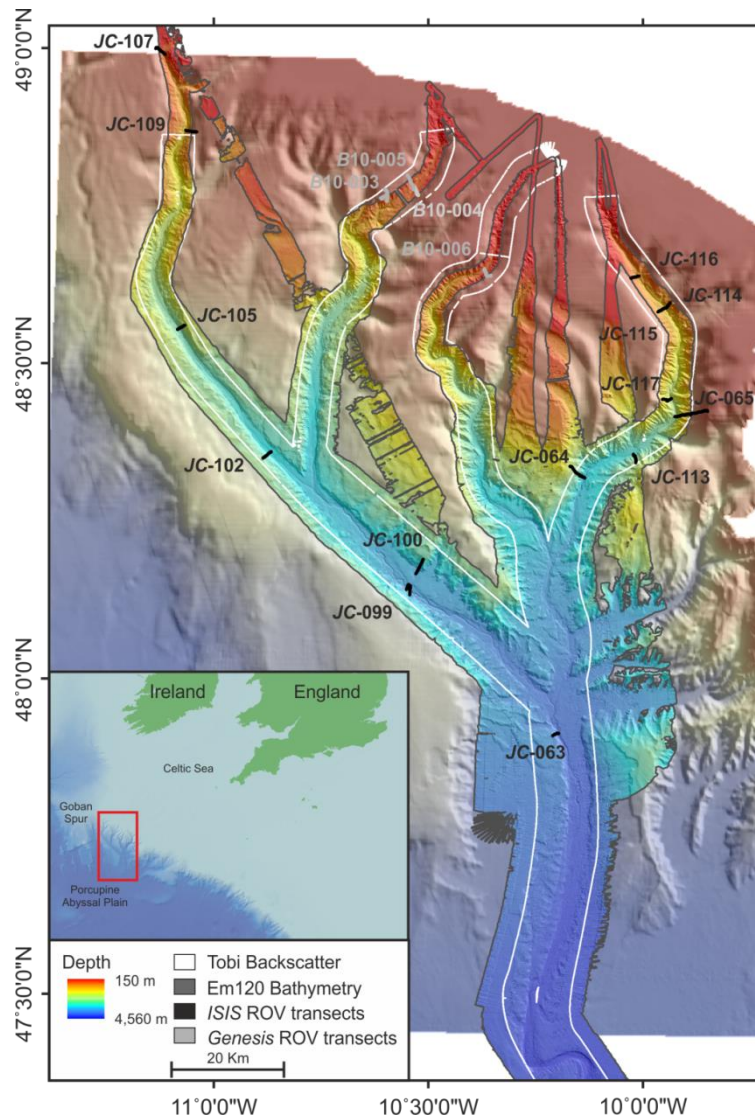 49°0'0"N
48°30'0"N
48°0'0"N
47°30'0"N
JC-107
JC-109
B10-005
B10-003
B10-004
B10-006
JC-116
JC-114
JC-105
JC-115
JC-117
JC-065
JC-102
JC-064
JC-113
JC-100
JC-099
JC-063
Ireland
England
Celtic Sea
Goban
Spur
Porcupine
Abyssal Plain
Depth
150 m
4,560 m
Tobi Backscatter
Em120 Bathymetry
ISIS ROV transects
Genesis ROV transects
20 Km
11°0'0"W
10°30'0"W
10°0'0"W